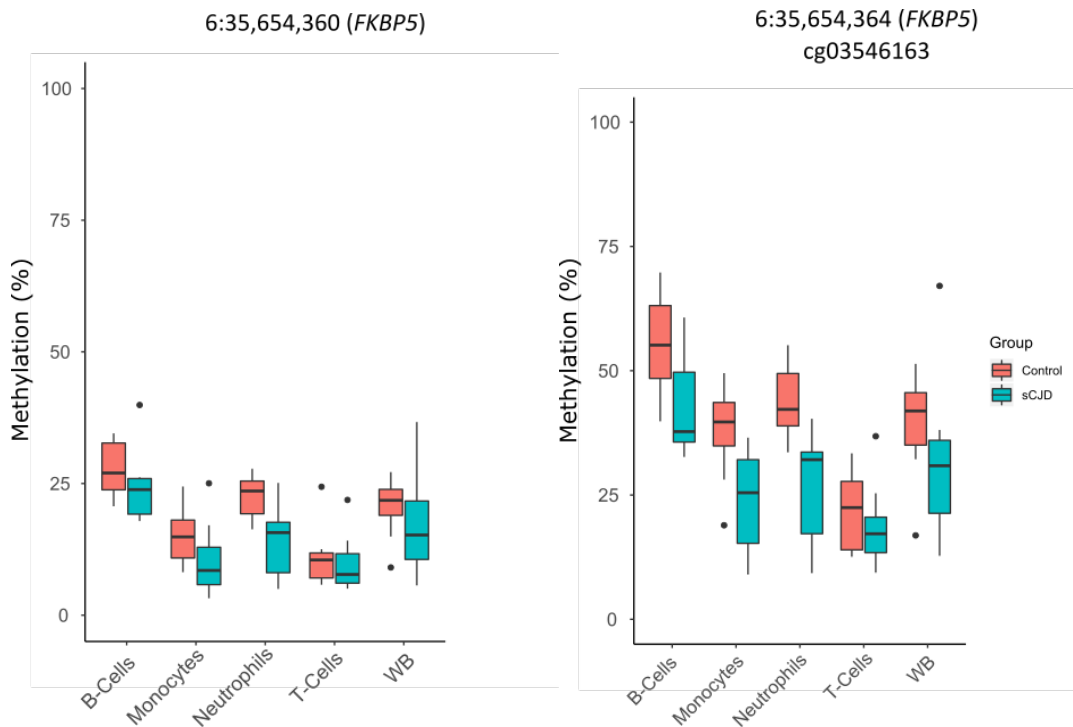 6:35,654,360 (FKBP5)
Methylation (%)
100
75
50
25
0
B-Cells
Monocytes
Neutrophils
T-Cells
WB
6:35,654,364 (FKBP5)
cg03546163
Methylation (%)
100
75
50
25
0
B-Cells
Monocytes
Neutrophils
T-Cells
WB
Group
Control
sCJD